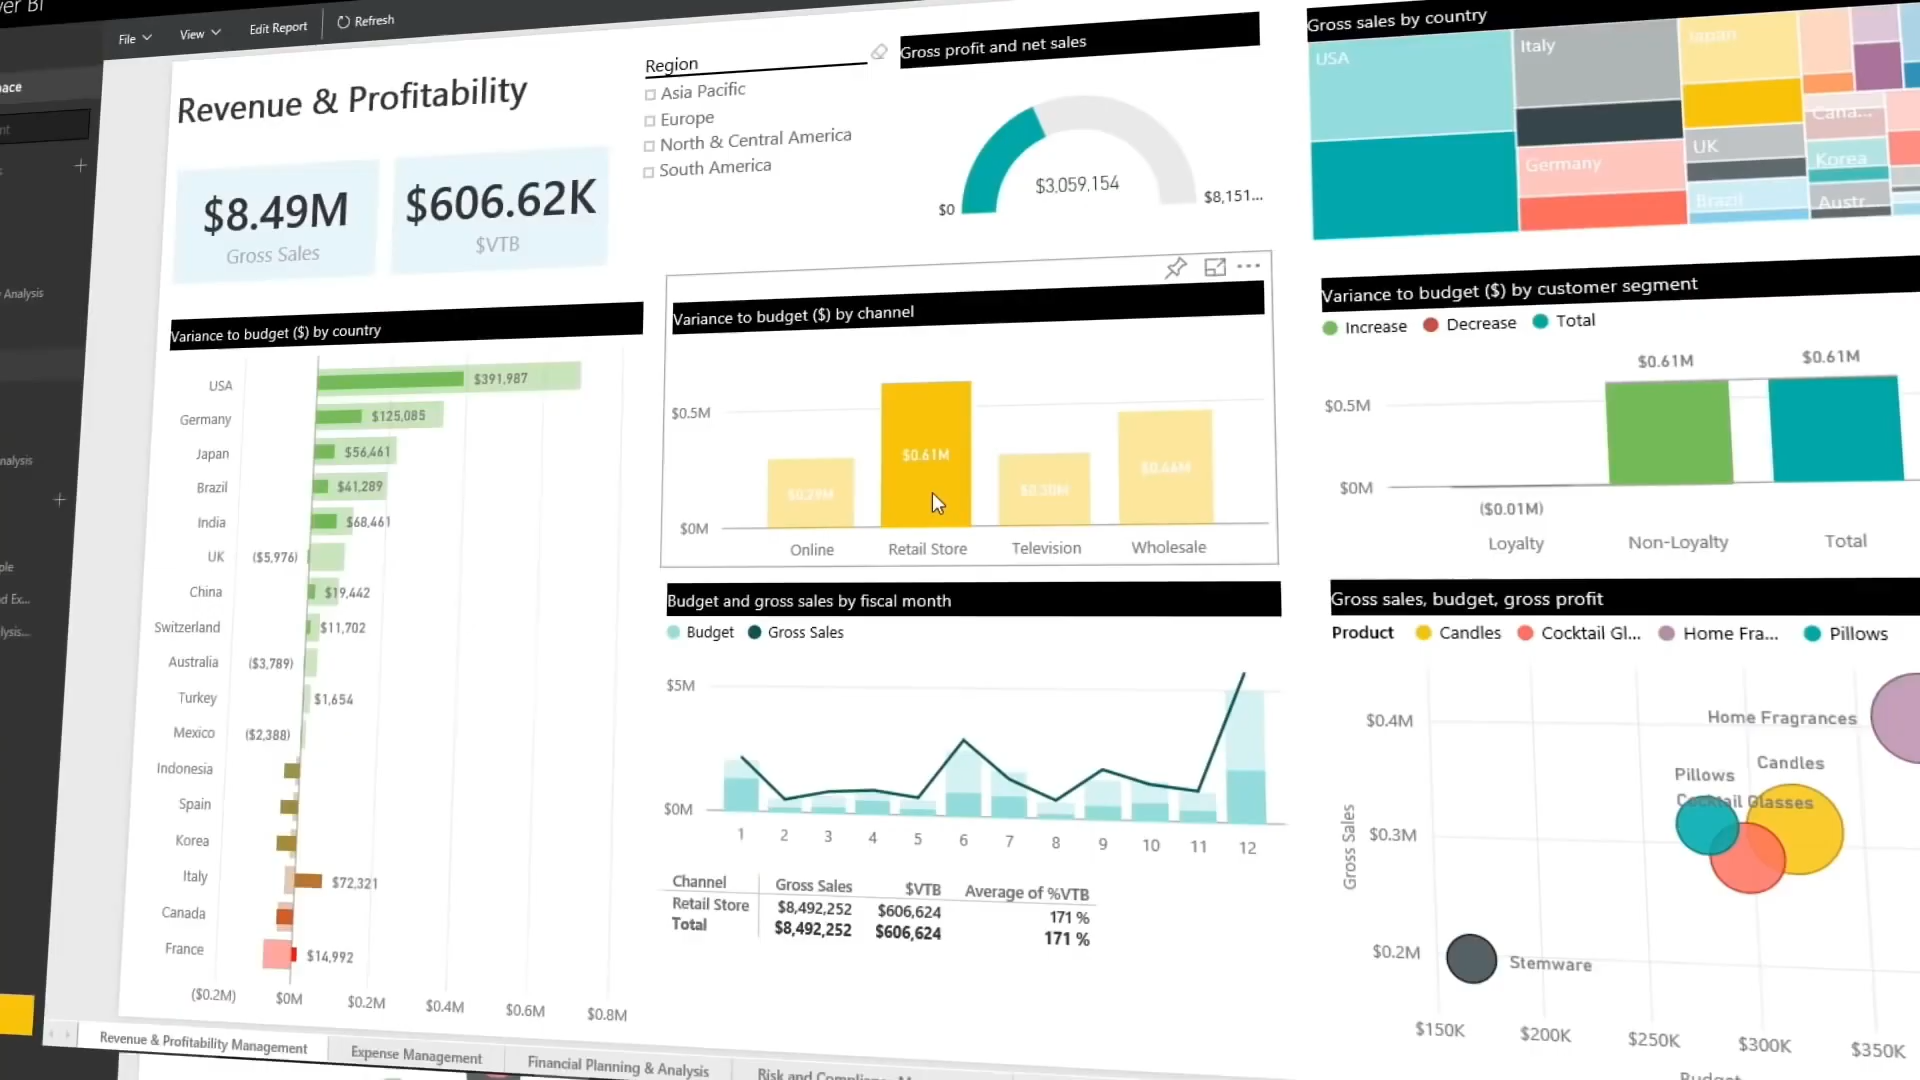 File
View
Edit Report
Refresh
Revenue & Profitability
$8.49M
Gross Sales
$606.62K
$VTB
Region
Asia Pacific
Europe
North & Central America
South America
Gross profit and net sales
$3,059,154
$0
$8,151...
Gross sales by country
USA
Italy
Japan
Germany
UK
Brazil
Cana...
Korea
Austr...
Variance to budget ($) by country
USA
$391,987
Germany
$125,085
Japan
$56,461
Brazil
$41,289
India
$68,461
UK
($5,976)
China
$19,442
Switzerland
$11,702
Australia
($3,789)
Turkey
$1,654
Mexico
($2,388)
Indonesia
Spain
Korea
Italy
$72,321
Canada
France
$14,992
($0.2M)
$0M
$0.2M
$0.4M
$0.6M
$0.8M
Variance to budget ($) by channel
$0.5M
$0M
$0.29M
$0.61M
$0.30M
$0.46M
Online
Retail Store
Television
Wholesale
Variance to budget ($) by customer segment
Increase
Decrease
Total
$0.61M
$0.61M
$0.5M
$0M
($0.01M)
Loyalty
Non-Loyalty
Total
Budget and gross sales by fiscal month
Budget
Gross Sales
$5M
$0M
1 2 3 4 5 6 7 8 9 10 11 12
Channel Gross Sales $VTB Average of %VTB
Retail Store $8,492,252 $606,624 171 %
Total $8,492,252 $606,624 171 %
Gross sales, budget, gross profit
Product
Candles
Cocktail Gl...
Home Fra...
Pillows
Gross Sales
$0.4M
$0.3M
$0.2M
Home Fragrances
Candles
Pillows
Cocktail Glasses
Stemware
$150K
$200K
$250K
$300K
$350K
Revenue & Profitability Management
Expense Management
Financial Planning & Analysis